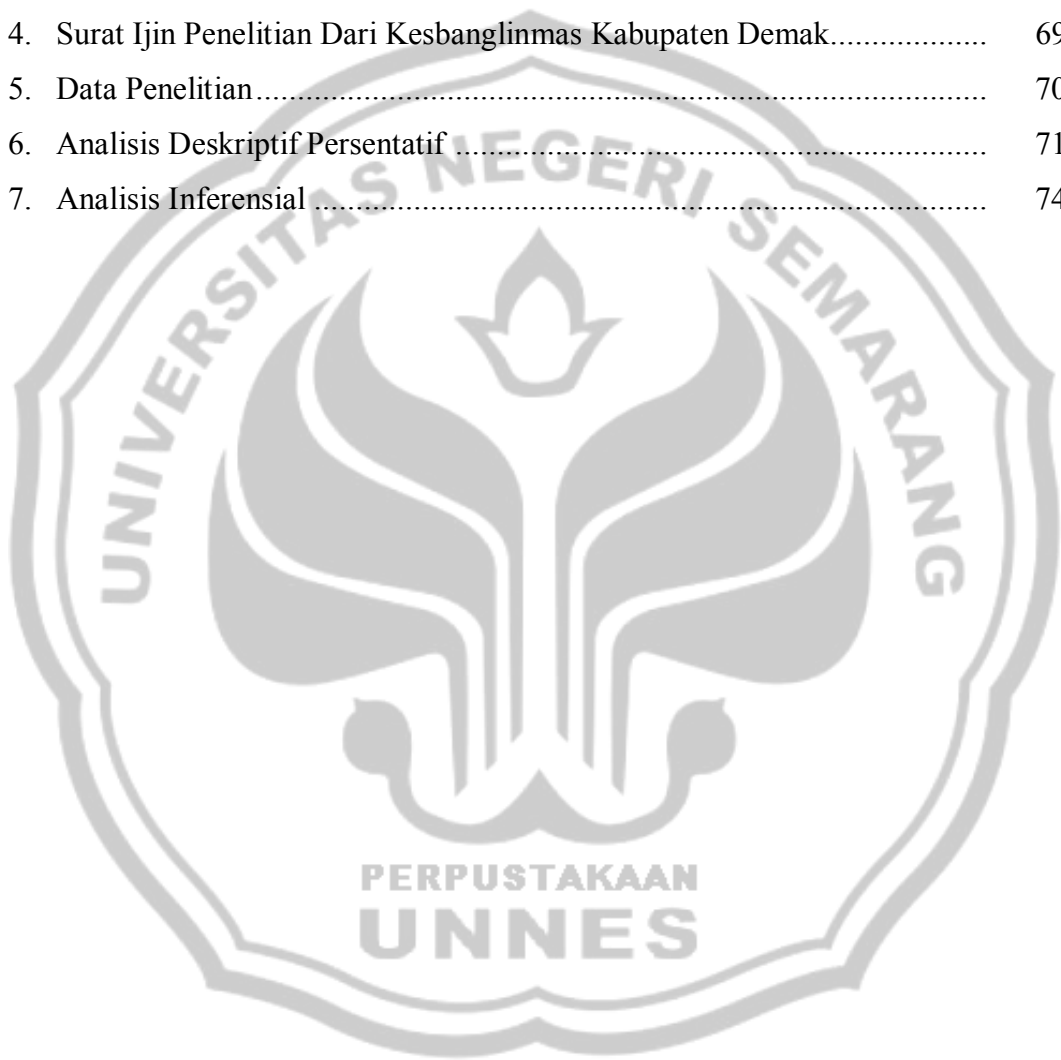 4. Surat Ijin Penelitian Dari Kesbanglinmas Kabupaten Demak................... 69
5. Data Penelitian.......................................................................................... 70
6. Analisis Deskriptif Persentatif .................................................................. 71
7. Analisis Inferensial ................................................................................... 74
UNIVERSITAS NEGERI SEMARANG
PERPUSTAKAAN
UNNES